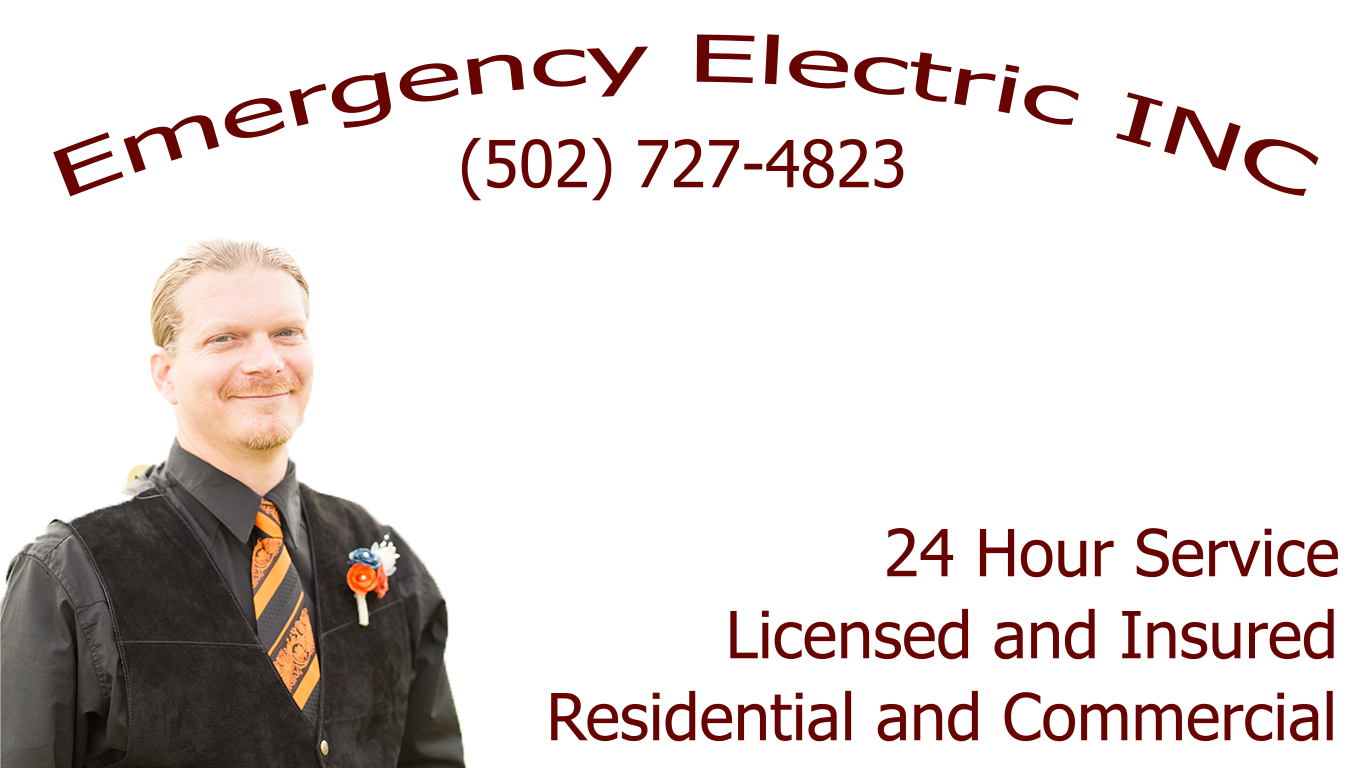 Emergency Electric INC
(502) 727-4823
24 Hour Service
Licensed and Insured
Residential and Commercial